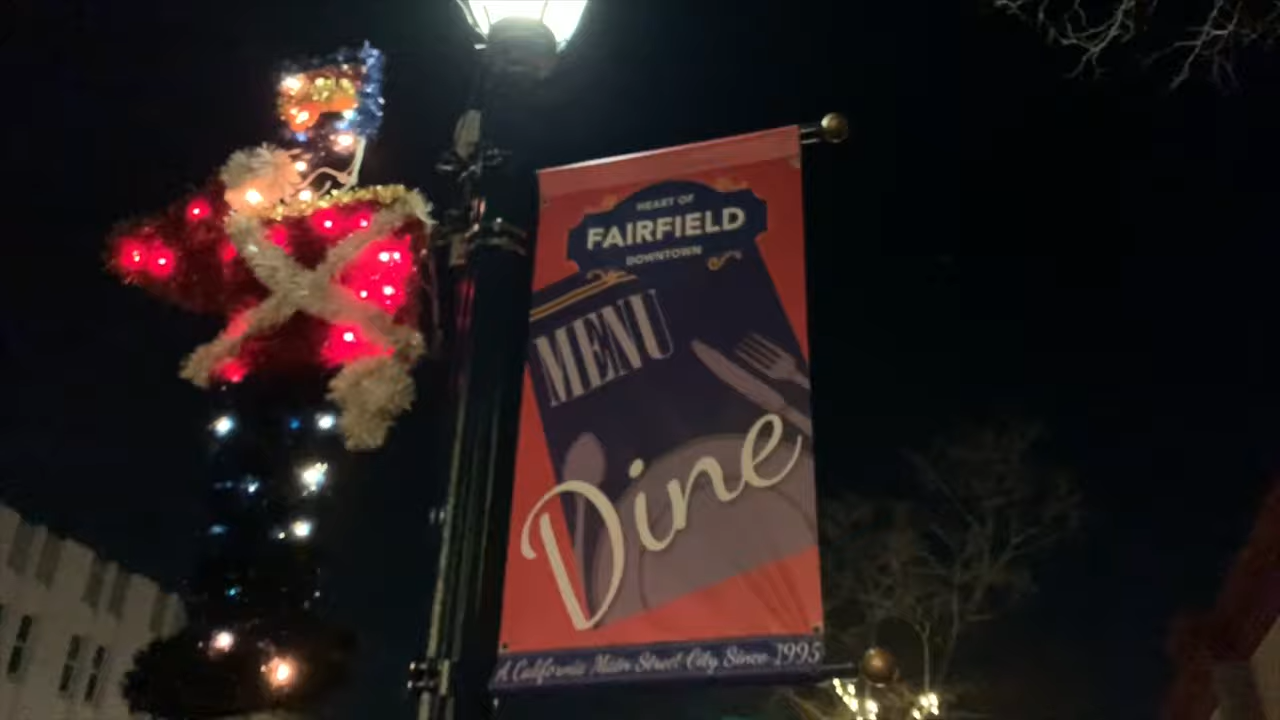 HEART OF
FAIRFIELD
DOWNTOWN
MENU
Dine
A California Main Street City Since 1995